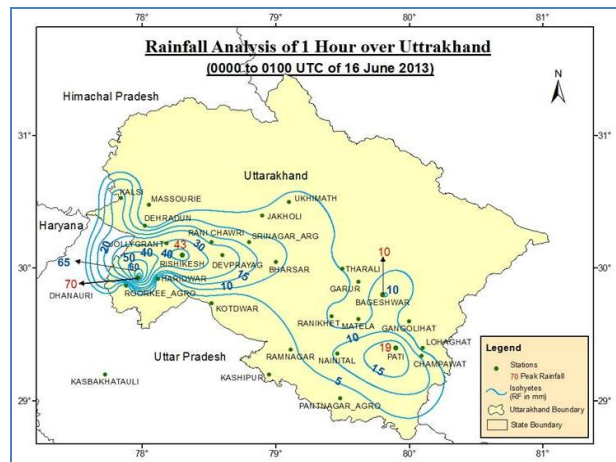 78° 79° 80° 81°
Rainfall Analysis of 1 Hour over Uttrakhand
(0000 to 0100 UTC of 16 June 2013)
N
Himachal Pradesh
31° 31°
Uttarakhand
KALSI
MASSOURIE
UKHIMATH
JAKHOLI
Haryana
DEHRADUN
20
RANI CHAWRI
SRINAGAR_ARG
JOLLYGRANT
43
30
10
65
50
40
40
RISHIKESH
DEVPRAYAG
15
BHARSAR
THARALI
30° 30°
60
70
HARIDWAR
10
GARUR
10
BAGESHWAR
DHANAURI
ROORKEE_AGRO
KOTDWAR
RANIKHET
MATELA
GANGOLIHAT
10
LOHAGHAT
Uttar Pradesh
RAMNAGAR
NAINITAL
19
PATI
CHAMPAWAT
15
KASBAKHATAULI
KASHIPUR
5
PANTNAGAR_AGRO
29° 29°
Legend
Stations
70 Peak Rainfall
Isohyetes
(RF in mm)
Uttarakhand Boundary
State Boundary
78° 79° 80° 81°